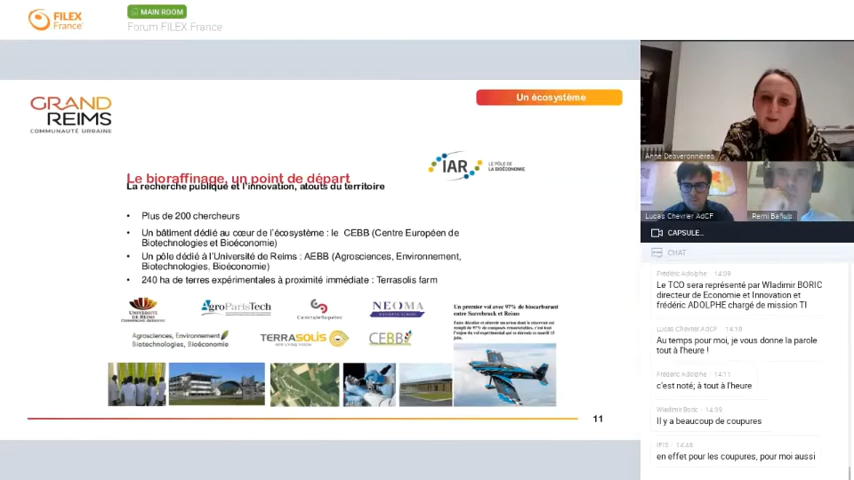 FILEX
France
MAIN ROOM
Forum FILEX France
GRAND
REIMS
COMMUNAUTÉ URBAINE
Un écosystème
Le bioraffinage, un point de départ
La recherche publique et l'innovation, atouts du territoire
IAR
LE PÔLE DE
LA BIOÉCONOMIE
• Plus de 200 chercheurs
• Un bâtiment dédié au cœur de l'écosystème : le CEBB (Centre Européen de
Biotechnologies et Bioéconomie)
• Un pôle dédié à l'Université de Reims : AEBB (Agrosciences, Environnement,
Biotechnologies, Bioéconomie)
• 240 ha de terres expérimentales à proximité immédiate : Terrasolis farm
UNIVERSITÉ
DE REIMS
AgroParisTech
CentraleSupélec
NEOMA
BUSINESS SCHOOL
Agrosciences, Environnement
Biotechnologies, Bioéconomie
TERRASOLIS
CEBB
Un premier vol avec 97% de biocarburant
entre Sarrebruck et Reims
11
Anne Desveronnieres
Lucas Chevrier AdCF
Remi Bañuls
CAPSULE...
CHAT
Frédéric Adolphe - 14:09
Le TCO sera représenté par Wladimir BORIC
directeur de Economie et Innovation et
frédéric ADOLPHE chargé de mission TI
Lucas Chevrier AdCF - 14:10
Au temps pour moi, je vous donne la parole
tout à l'heure !
Frédéric Adolphe - 14:11
c'est noté; à tout à l'heure
Wladimir Boric - 14:39
Il y a beaucoup de coupures
en effet pour les coupures, pour moi aussi